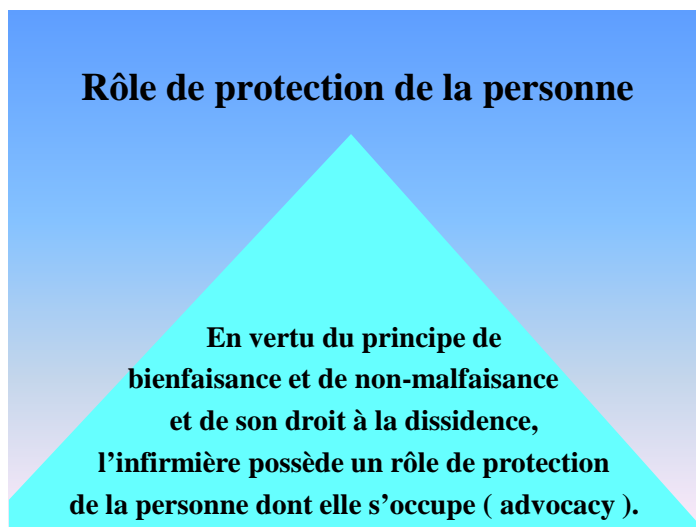 Rôle de protection de la personne
En vertu du principe de
bienfaisance et de non-malfaisance
et de son droit à la dissidence,
l’infirmière possède un rôle de protection
de la personne dont elle s’occupe ( advocacy ).